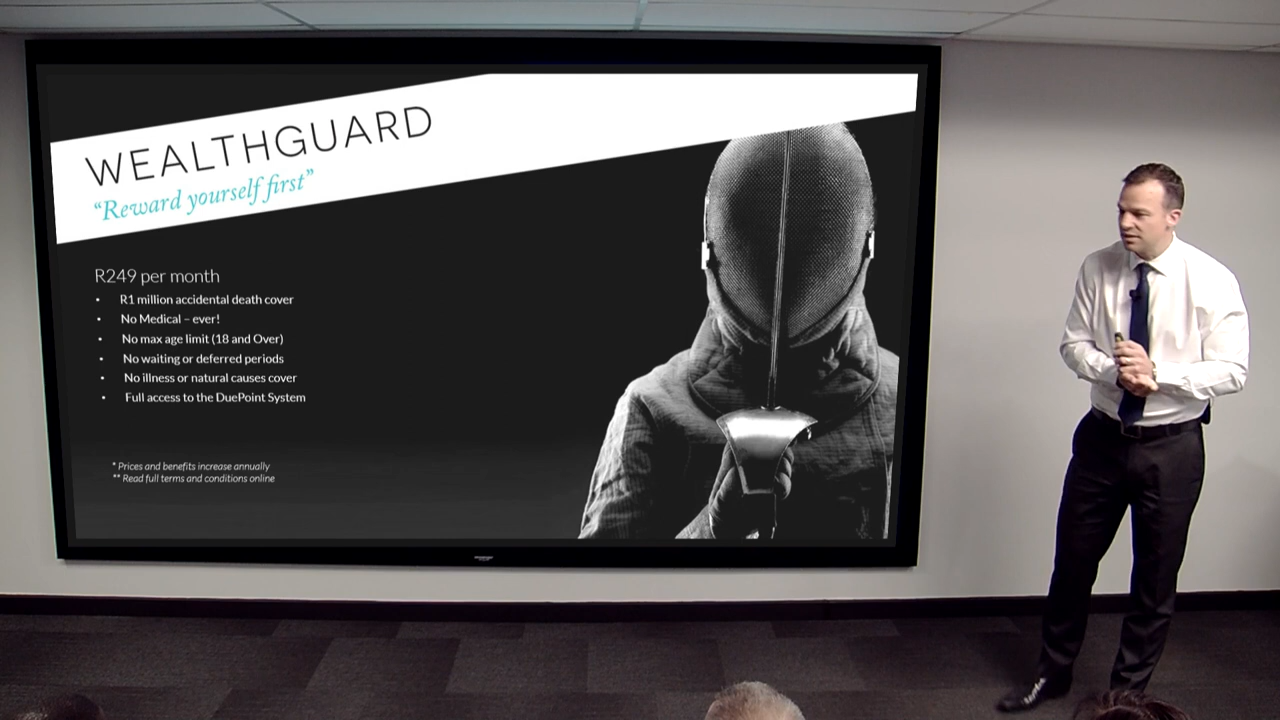 WEALTHGUARD
“Reward yourself first”
R249 per month
• R1 million accidental death cover
• No Medical – ever!
• No max age limit (18 and Over)
• No waiting or deferred periods
• No illness or natural causes cover
• Full access to the DuePoint System
* Prices and benefits increase annually
** Read full terms and conditions online